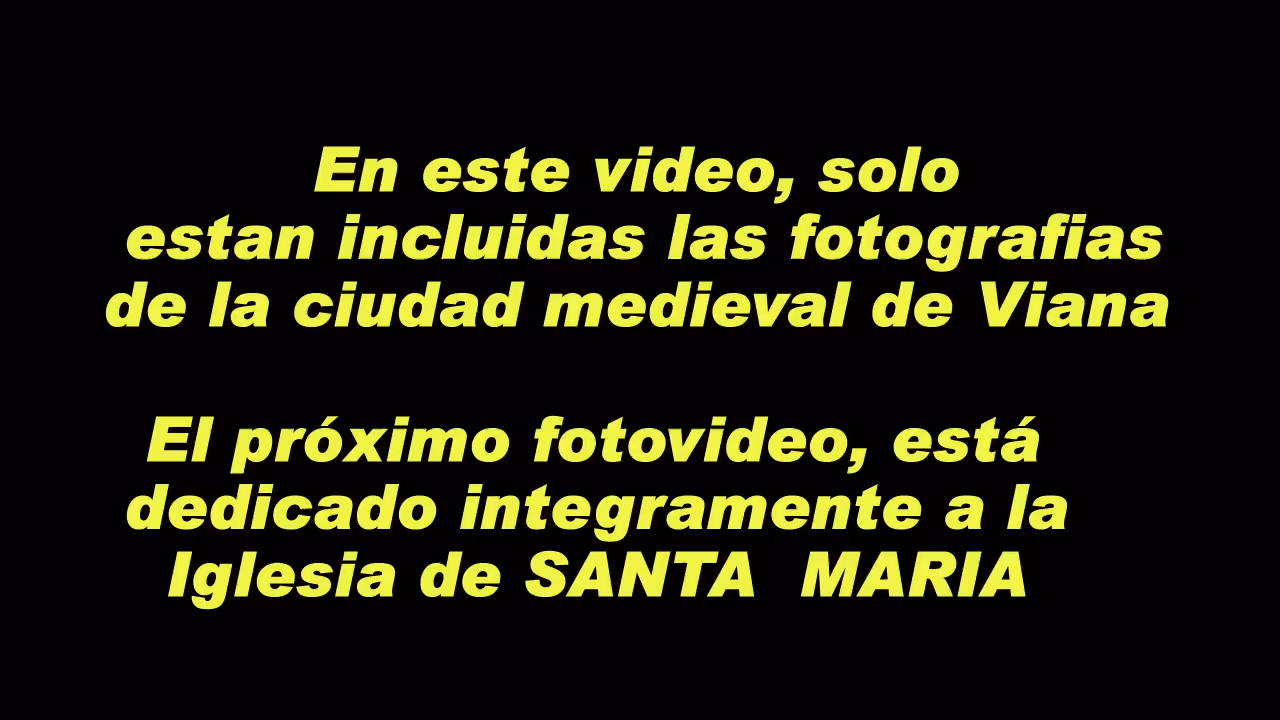 En este video, solo
estan incluidas las fotografias
de la ciudad medieval de Viana
El próximo fotovideo, está
dedicado integramente a la
Iglesia de SANTA MARIA